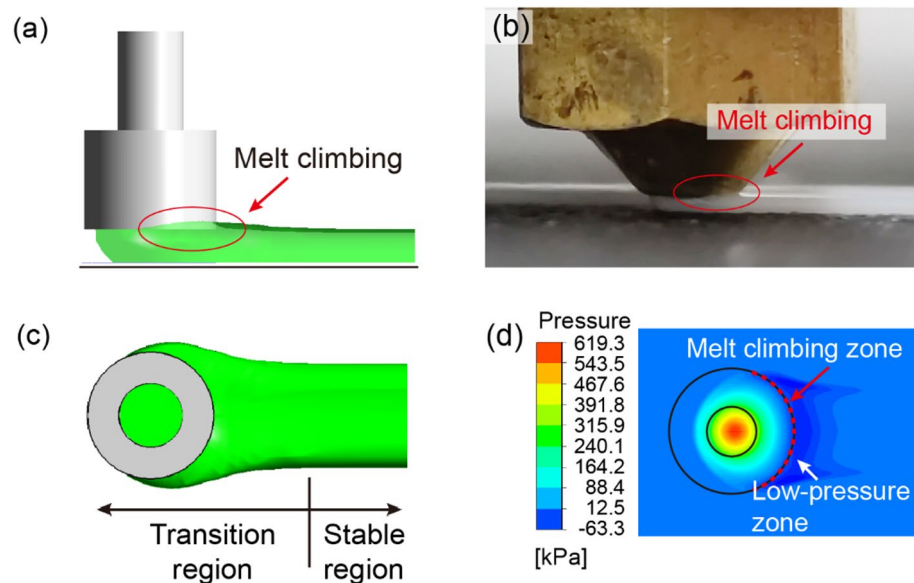 (a)
Melt climbing
(b)
Melt climbing
(c)
Transition
region
Stable
region
(d)
Pressure
619.3
543.5
467.6
391.8
315.9
240.1
164.2
88.4
12.5
-63.3
[kPa]
Melt climbing zone
Low-pressure
zone